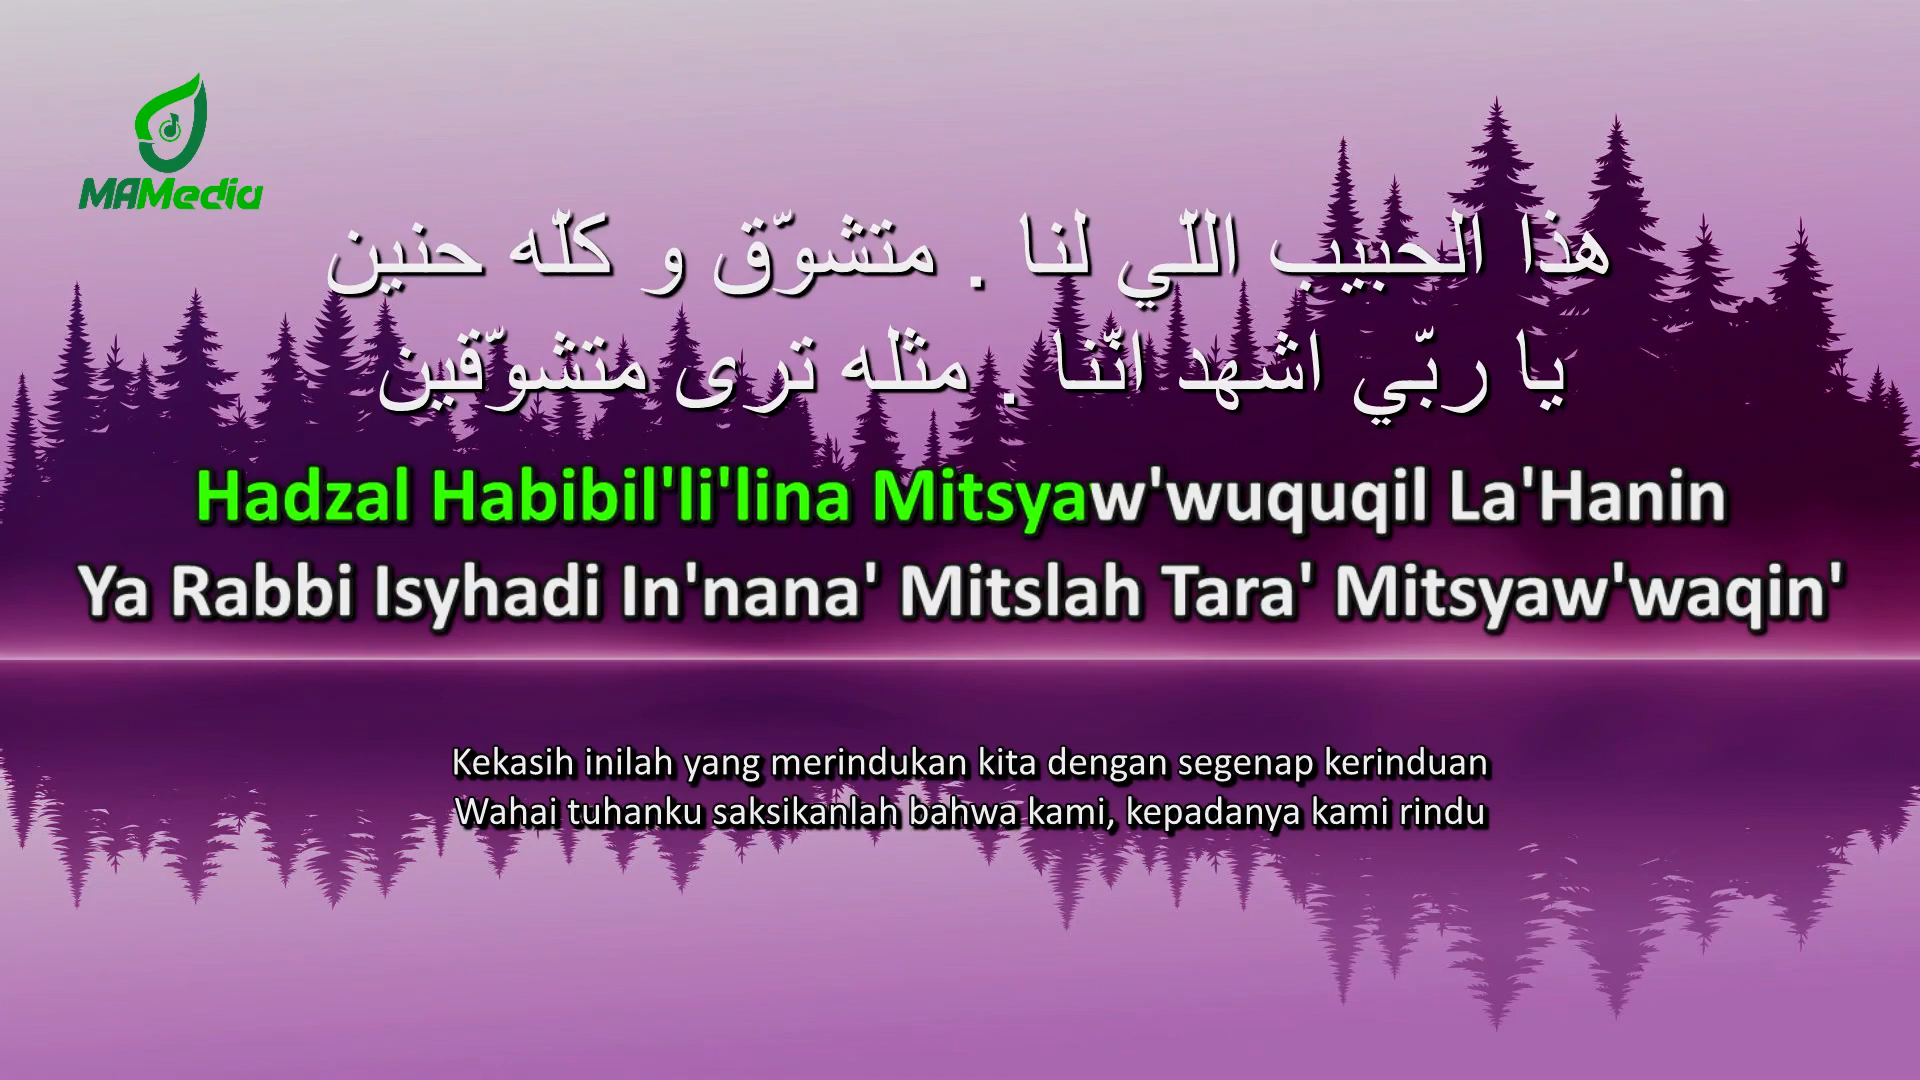 MAMedia
هذا الحبيب اللّي لنا . متشوّق و كلّه حنين
يا ربّي اشهد انّنا . مثله ترى متشوّقين
Hadzal Habibil'li'lina Mitsyaw'wuquqil La'Hanin
Ya Rabbi Isyhadi In'nana' Mitslah Tara' Mitsyaw'waqin'
Kekasih inilah yang merindukan kita dengan segenap kerinduan
Wahai tuhanku saksikanlah bahwa kami, kepadanya kami rindu